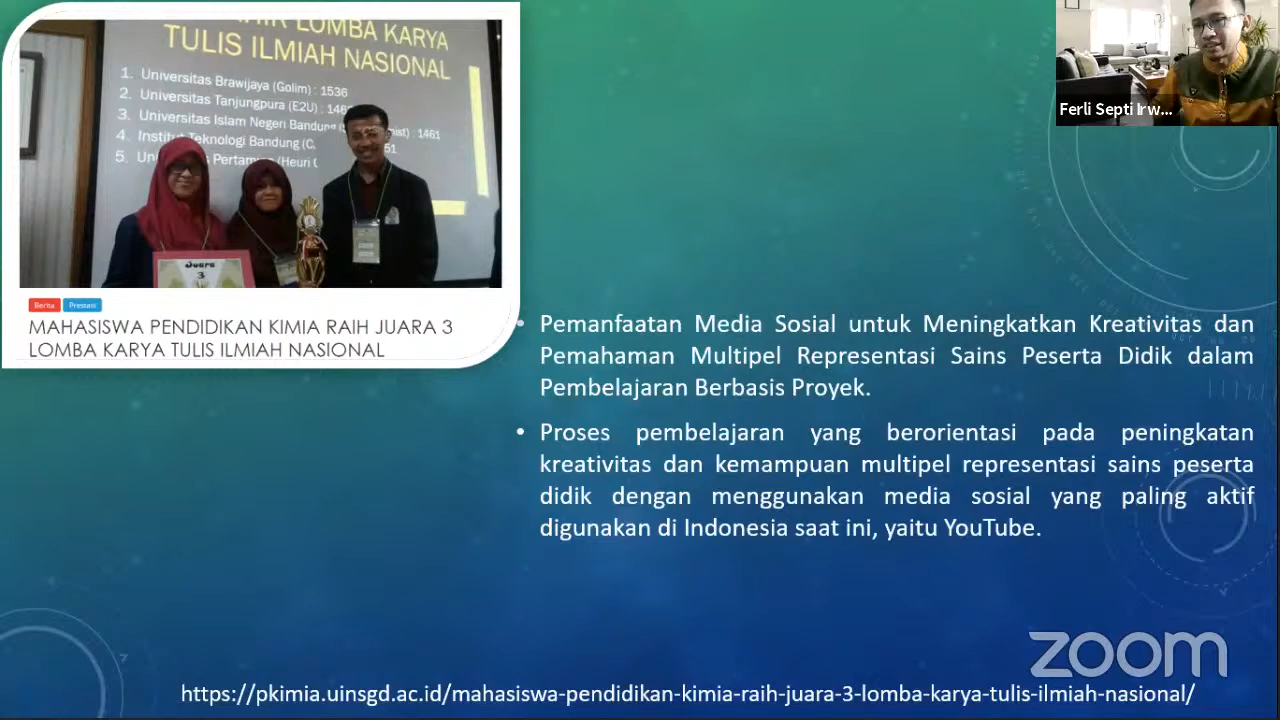 LOMBA KARYA
TULIS ILMIAH NASIONAL
1. Universitas Brawijaya (Golim) : 1536
2. Universitas Tanjungpura (E2U) :
3. Universitas Islam Negeri Bandung 1461
4. Institut Teknologi Bandung 51
5. Pertamina (Heuri
Juara
3
Berita Prestasi
MAHASISWA PENDIDIKAN KIMIA RAIH JUARA 3
LOMBA KARYA TULIS ILMIAH NASIONAL
Ferli Septi Irw...
• Pemanfaatan Media Sosial untuk Meningkatkan Kreativitas dan
Pemahaman Multipel Representasi Sains Peserta Didik dalam
Pembelajaran Berbasis Proyek.
• Proses pembelajaran yang berorientasi pada peningkatan
kreativitas dan kemampuan multipel representasi sains peserta
didik dengan menggunakan media sosial yang paling aktif
digunakan di Indonesia saat ini, yaitu YouTube.
zoom
https://pkimia.uinsgd.ac.id/mahasiswa-pendidikan-kimia-raih-juara-3-lomba-karya-tulis-ilmiah-nasional/